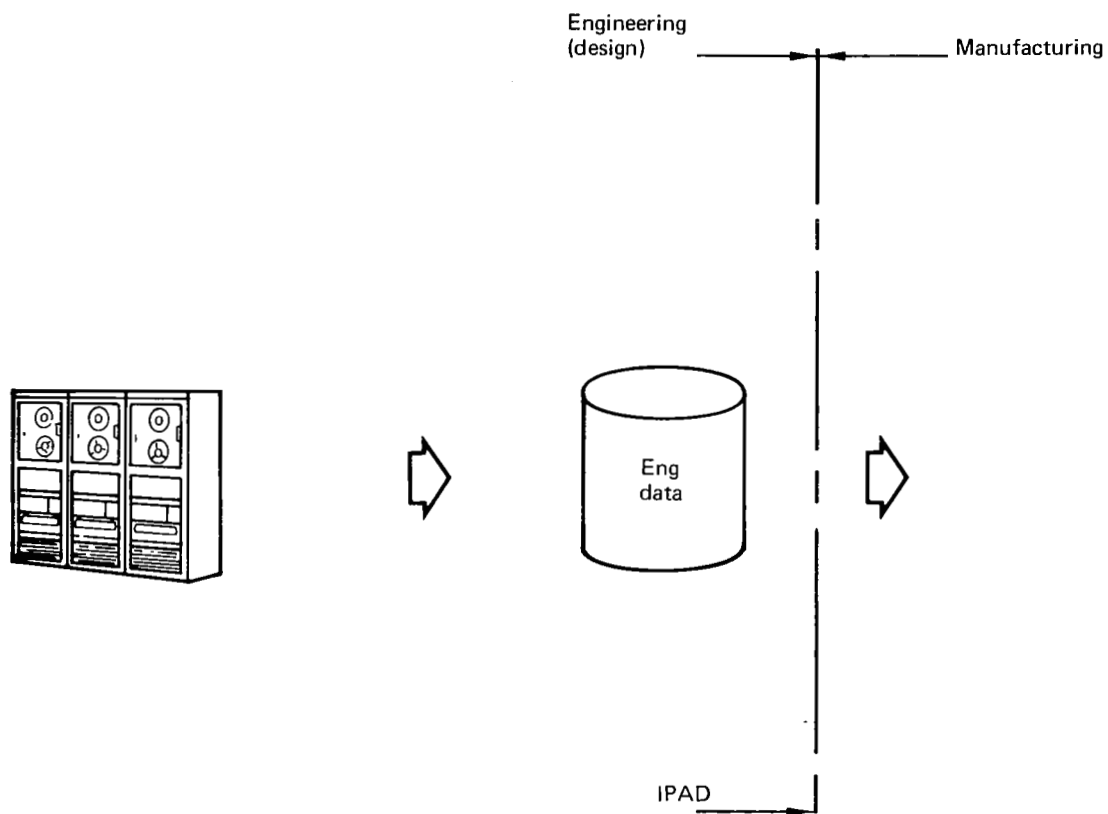 Engineering
(design)
Manufacturing
Eng
data
IPAD